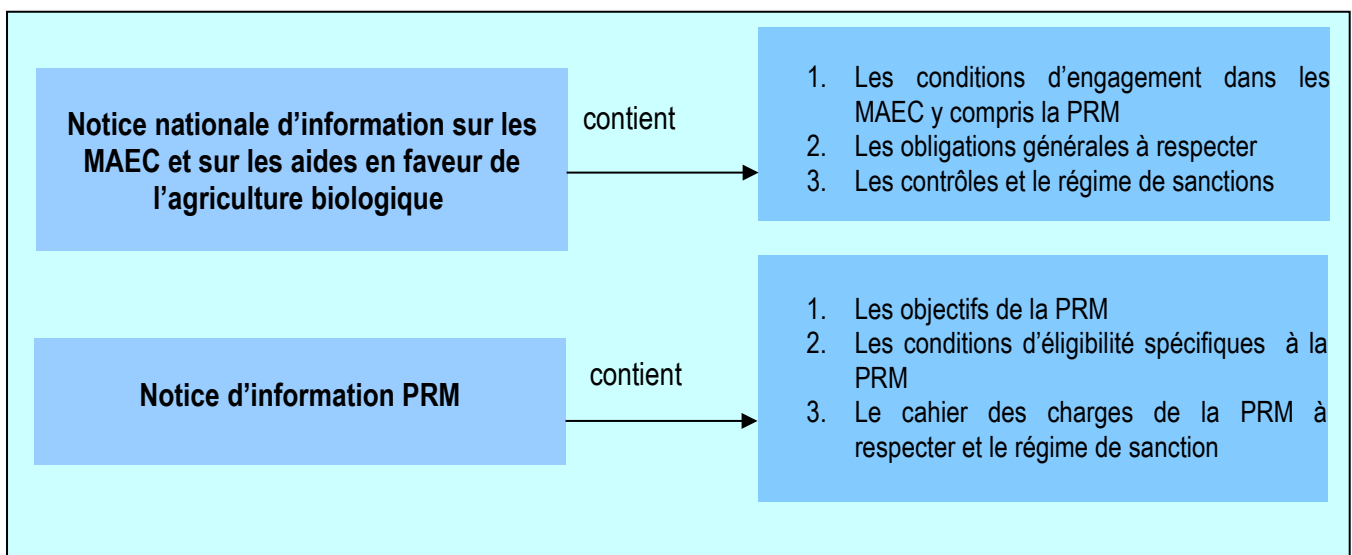 Notice nationale d’information sur les
MAEC et sur les aides en faveur de
l’agriculture biologique
contient
1. Les conditions d’engagement dans les
MAEC y compris la PRM
2. Les obligations générales à respecter
3. Les contrôles et le régime de sanctions
Notice d’information PRM
contient
1. Les objectifs de la PRM
2. Les conditions d’éligibilité spécifiques à la
PRM
3. Le cahier des charges de la PRM à
respecter et le régime de sanction